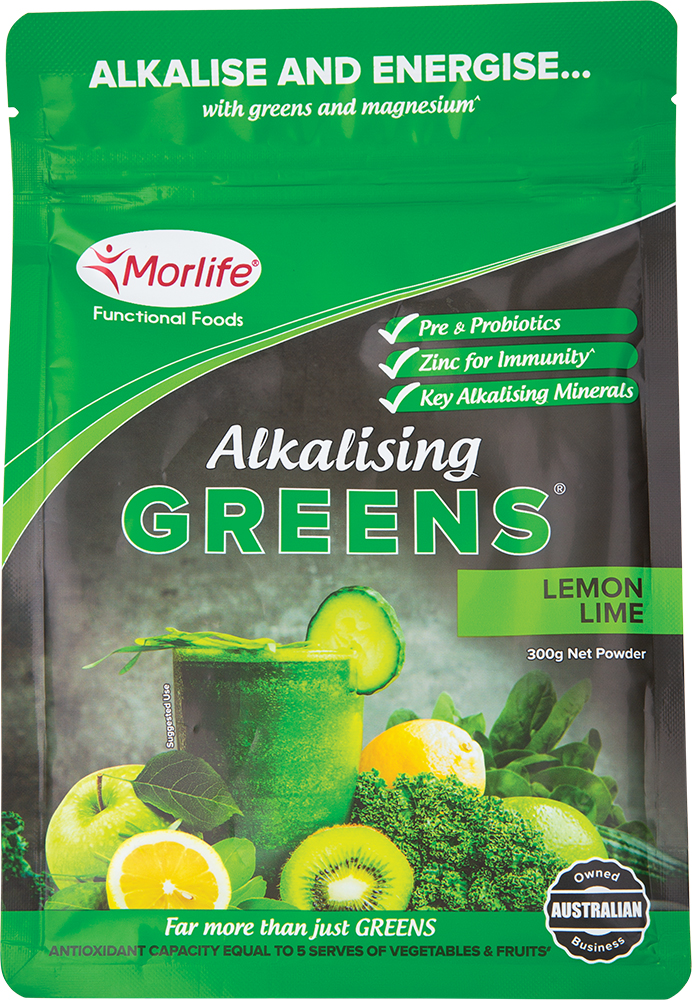 ALKALISE AND ENERGISE...
with greens and magnesium^
Morlife®
Functional Foods
Pre & Probiotics
Zinc for Immunity^
Key Alkalising Minerals
Alkalising
GREENS®
LEMON
LIME
300g Net Powder
Suggested Use
Owned
AUSTRALIAN
Business
Far more than just GREENS
ANTIOXIDANT CAPACITY EQUAL TO 5 SERVES OF VEGETABLES & FRUITS